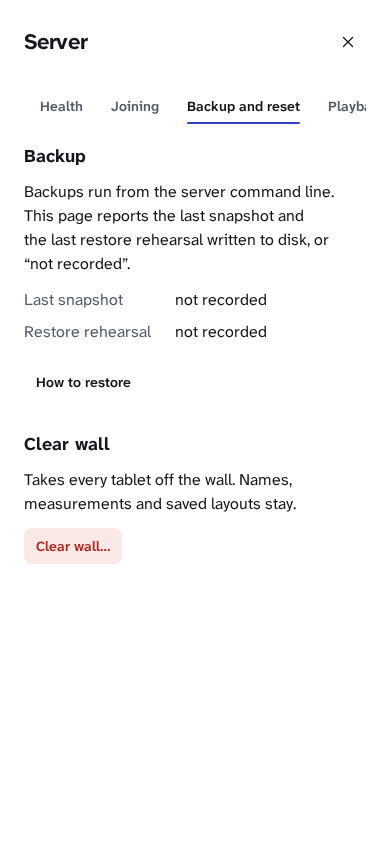 Server
Health Joining Backup and reset Playba
Backup
Backups run from the server command line.
This page reports the last snapshot and
the last restore rehearsal written to disk, or
“not recorded”.
Last snapshot not recorded
Restore rehearsal not recorded
How to restore
Clear wall
Takes every tablet off the wall. Names,
measurements and saved layouts stay.
Clear wall...